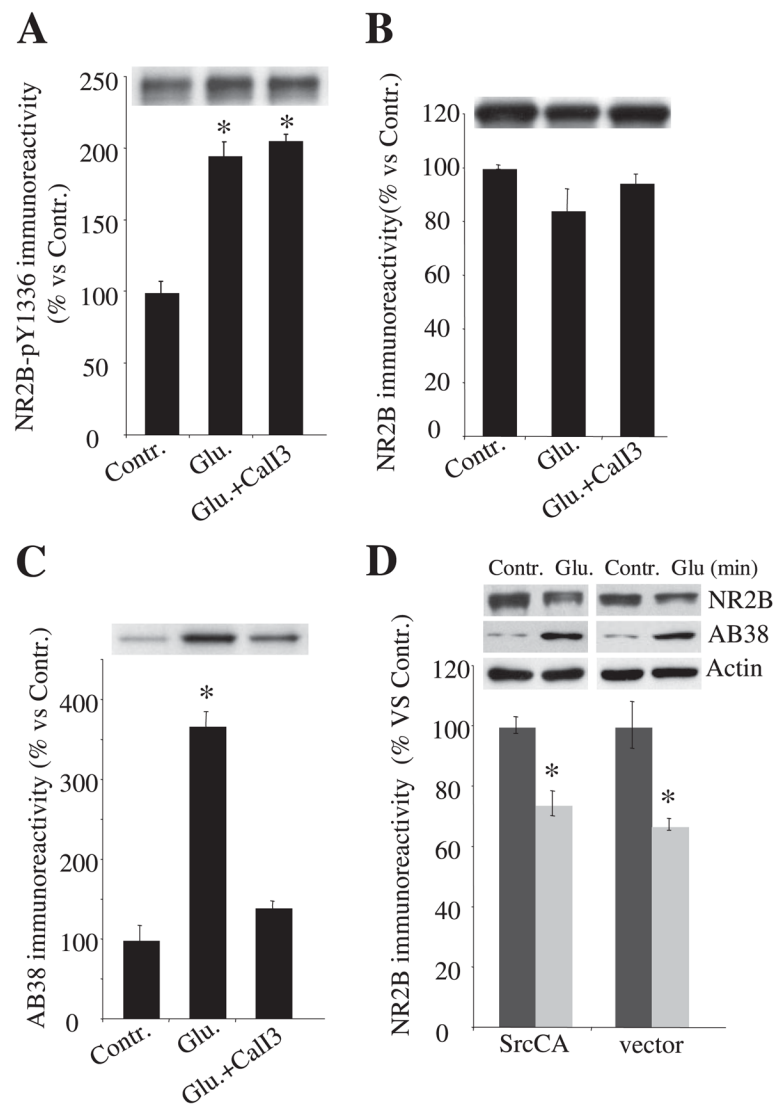 A
NR2B-pY1336 immunoreactivity
(% vs Contr.)
250
200
150
100
50
0
*
*
Contr.
Glu.
Glu.+CalI3
B
NR2B immunoreactivity(% vs Contr.)
120
100
80
60
40
20
0
Contr.
Glu.
Glu.+CalI3
C
AB38 immunoreactivity (% vs Contr.)
400
300
200
100
0
*
Contr.
Glu.
Glu.+CalI3
D
Contr. Glu. Contr. Glu (min)
NR2B
AB38
Actin
NR2B immunoreactivity (% VS Contr.)
120
100
80
60
40
20
0
*
*
SrcCA vector